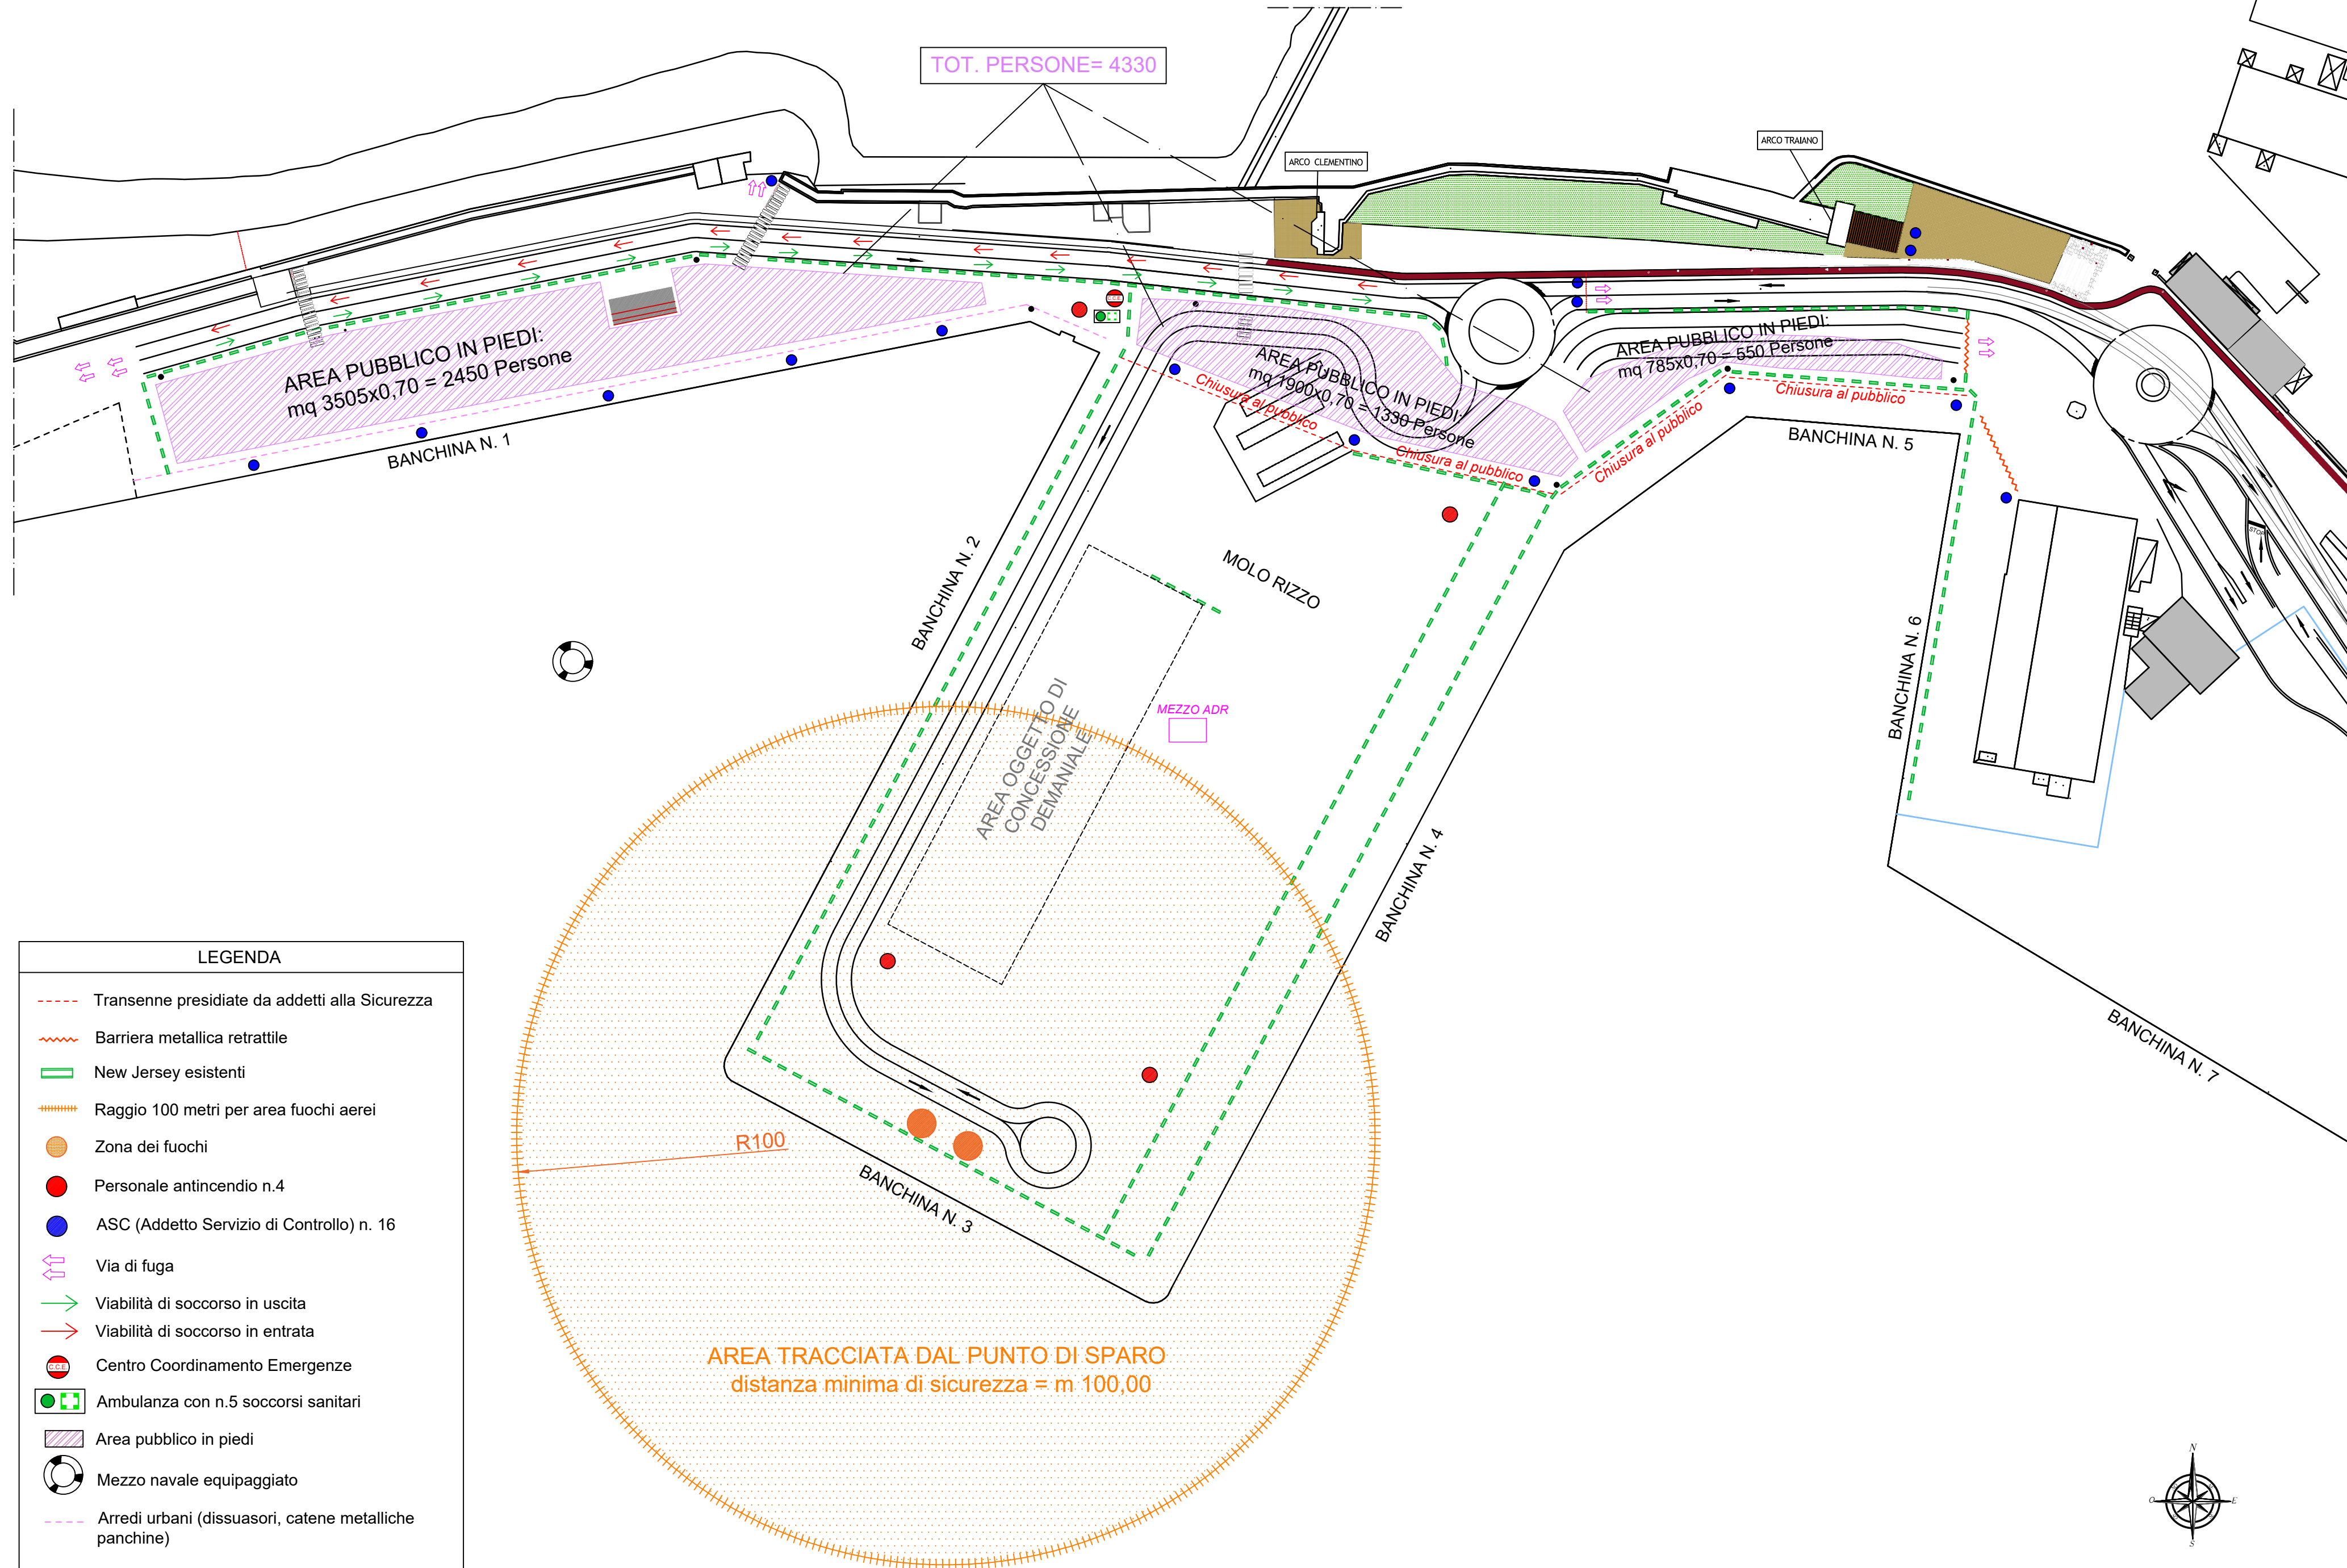 TOT. PERSONE= 4330
ARCO CLEMENTINO
ARCO TRAIANO
C.C.E.
AREA PUBBLICO IN PIEDI:
mq 3505x0,70 = 2450 Persone
AREA PUBBLICO IN PIEDI:
mq 1900x0,70 = 1330 Persone
AREA PUBBLICO IN PIEDI:
mq 785x0,70 = 550 Persone
Chiusura al pubblico
Chiusura al pubblico
Chiusura al pubblico
Chiusura al pubblico
BANCHINA N. 1
BANCHINA N. 2
BANCHINA N. 5
STOP
MOLO RIZZO
BANCHINA N. 6
MEZZO ADR
AREA OGGETTO DI
CONCESSIONE
DEMANIALE
BANCHINA N. 4
BANCHINA N. 7
R100
BANCHINA N. 3
AREA TRACCIATA DAL PUNTO DI SPARO
distanza minima di sicurezza = m 100,00
LEGENDA
Transenne presidiate da addetti alla Sicurezza
Barriera metallica retrattile
New Jersey esistenti
Raggio 100 metri per area fuochi aerei
Zona dei fuochi
Personale antincendio n.4
ASC (Addetto Servizio di Controllo) n. 16
Via di fuga
Viabilità di soccorso in uscita
Viabilità di soccorso in entrata
C.C.E.
Centro Coordinamento Emergenze
Ambulanza con n.5 soccorsi sanitari
Area pubblico in piedi
Mezzo navale equipaggiato
Arredi urbani (dissuasori, catene metalliche
panchine)
N
O
E
S